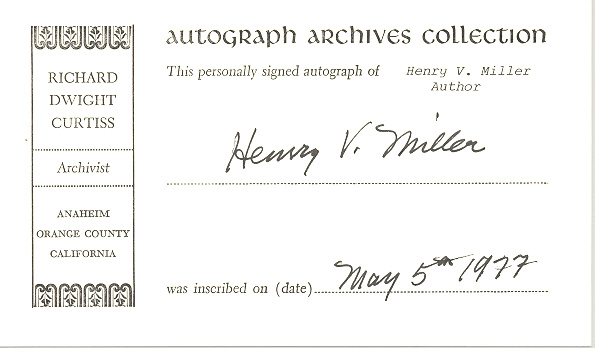 RICHARD
DWIGHT
CURTISS
Archivist
ANAHEIM
ORANGE COUNTY
CALIFORNIA
autograph archives collection
This personally signed autograph of Henry V. Miller
Author
Henry V. Miller
was inscribed on (date) May 5th 1977